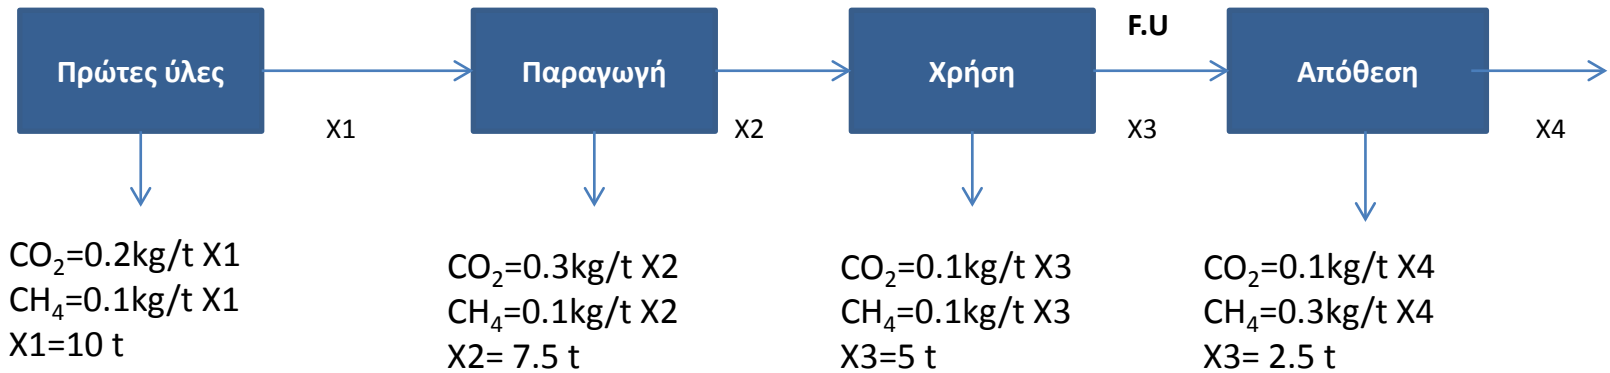 F.U
Πρώτες ύλες
Παραγωγή
Χρήση
Απόθεση
X1
X2
X3
X4
CO₂=0.2kg/t X1
CH₄=0.1kg/t X1
X1=10 t
CO₂=0.3kg/t X2
CH₄=0.1kg/t X2
X2= 7.5 t
CO₂=0.1kg/t X3
CH₄=0.1kg/t X3
X3=5 t
CO₂=0.1kg/t X4
CH₄=0.3kg/t X4
X3= 2.5 t